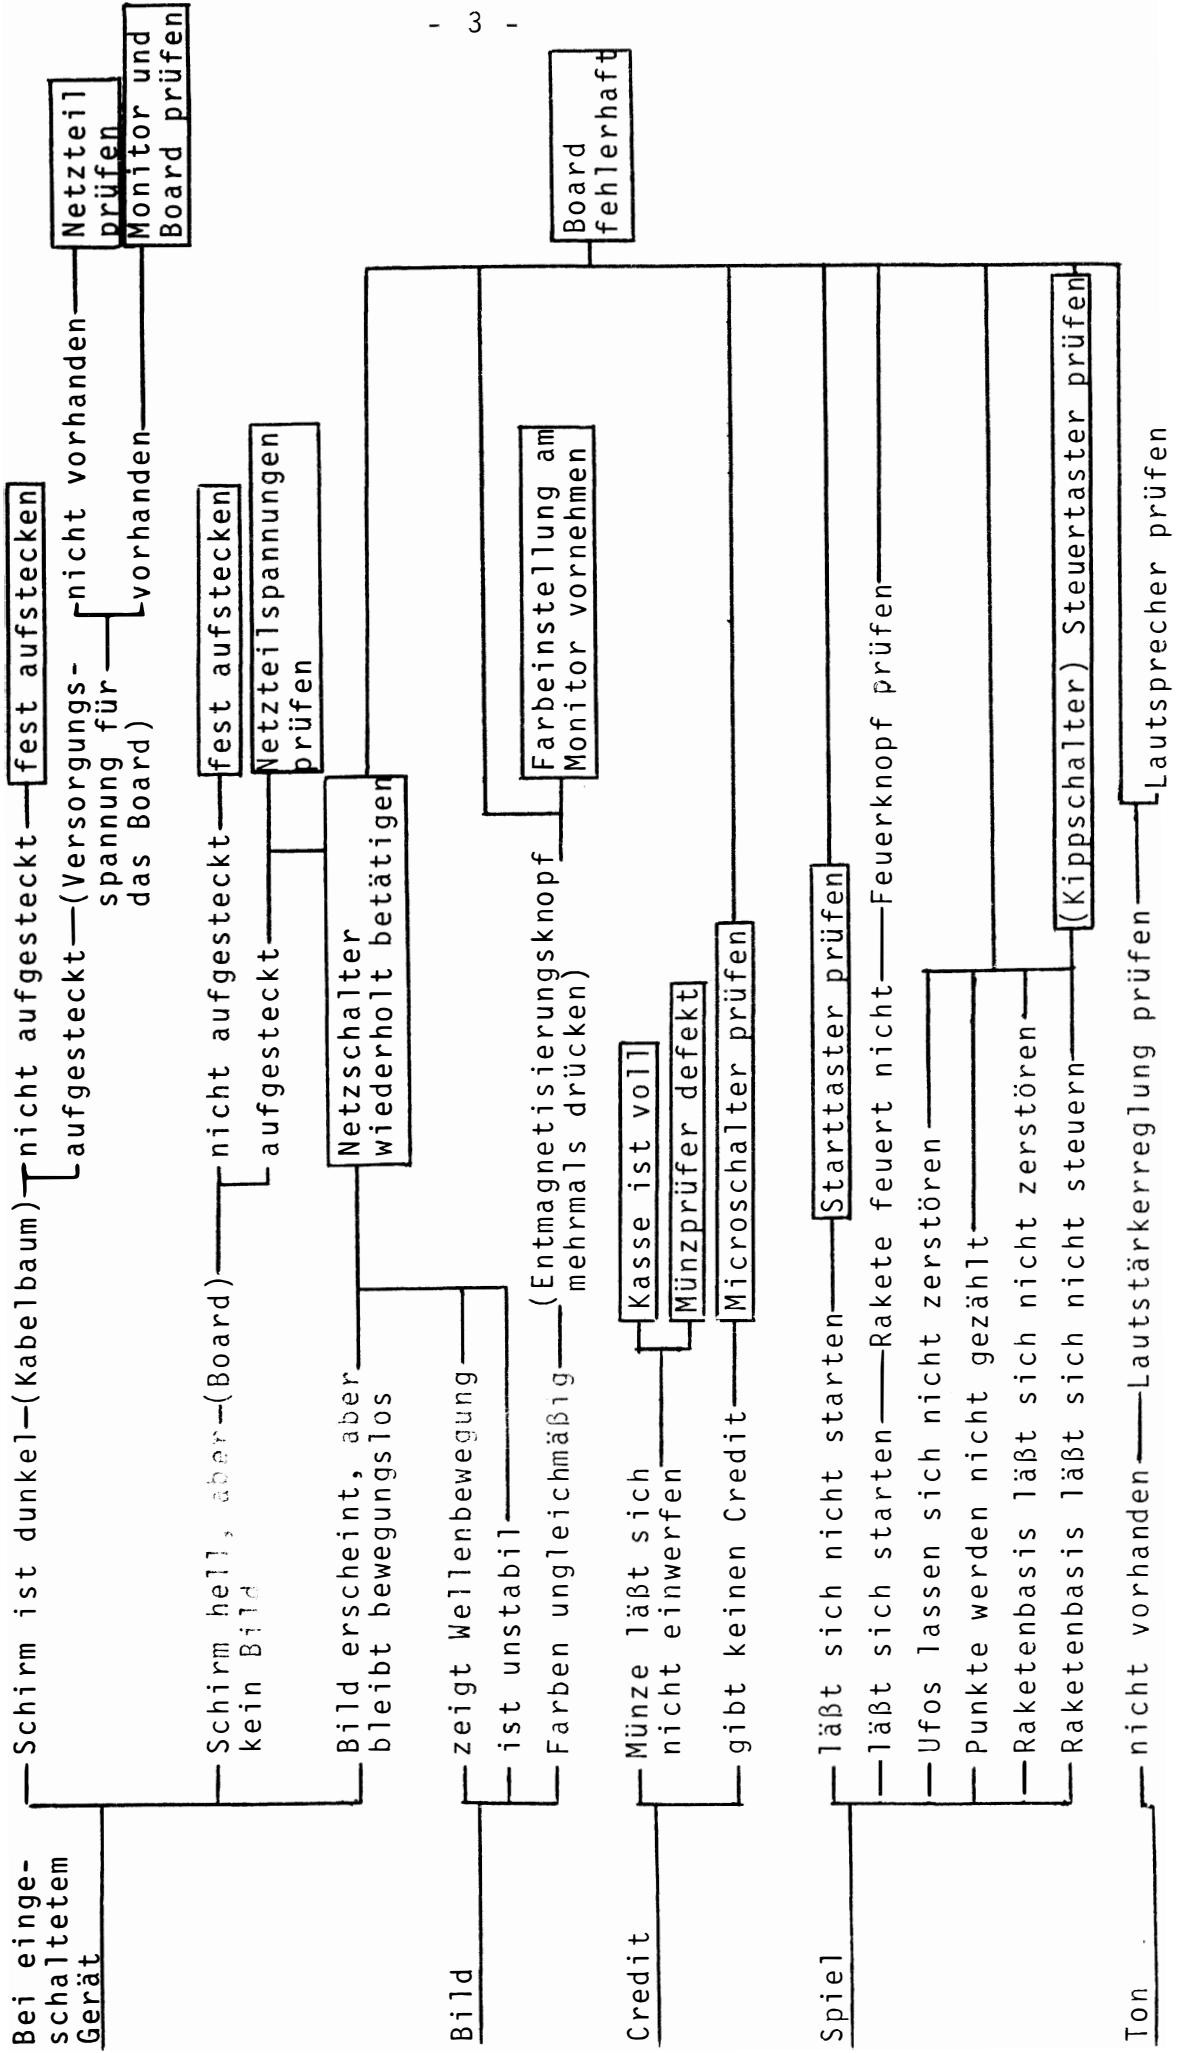 - 3 -
Bei einge-
schaltetem
Gerät
Schirm ist dunkel
(Kabelbaum)
nicht aufgesteckt
fest aufstecken
aufgesteckt
(Versorgungs-
spannung für
das Board)
nicht vorhanden
Netzteil
prüfen
vorhanden
Monitor und
Board prüfen
Schirm hell, aber
kein Bild
(Board)
nicht aufgesteckt
fest aufstecken
aufgesteckt
Netzteilspannungen
prüfen
Bild erscheint, aber
bleibt bewegungslos
Netzschalter
wiederholt betätigen
Board
fehlerhaft
Bild
zeigt Wellenbewegung
ist unstabil
Farben ungleichmäßig
(Entmagnetisierungsknopf
mehrmals drücken)
Farbeinstellung am
Monitor vornehmen
Credit
Münze läßt sich
nicht einwerfen
Kasse ist voll
Münzprüfer defekt
gibt keinen Credit
Microschalter prüfen
Spiel
läßt sich nicht starten
Starttaster prüfen
läßt sich starten
Rakete feuert nicht
Feuerknopf prüfen
Ufos lassen sich nicht zerstören
Punkte werden nicht gezählt
Raketenbasis läßt sich nicht zerstören
Raketenbasis läßt sich nicht steuern
(Kippschalter) Steuertaster prüfen
Ton
nicht vorhanden
Lautstärkerreglung prüfen
Lautsprecher prüfen